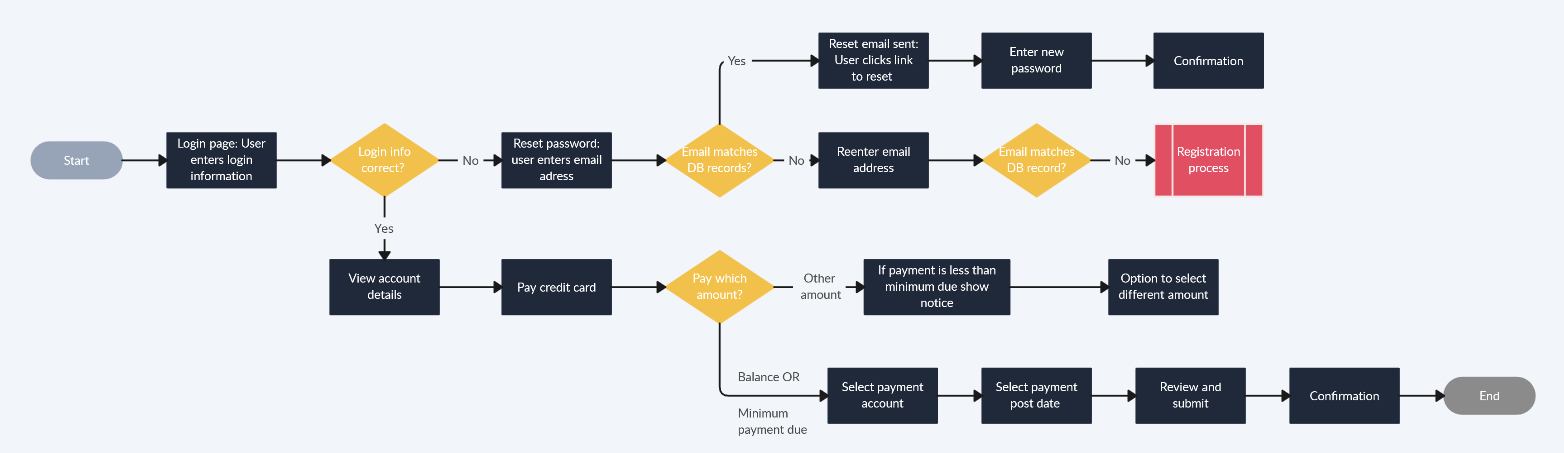 Reset email sent:
User clicks link
to reset
Yes
Enter new
password
Confirmation
Start
Login page: User
enters login
information
Login info
correct?
No
Reset password:
user enters email
adress
Email matches
DB records?
No
Reenter email
address
Email matches
DB record?
No
Registration
process
Yes
View account
details
Pay credit card
Pay which
amount?
Other
amount
If payment is less than
minimum due show
notice
Option to select
different amount
Balance OR
Minimum
payment due
Select payment
account
Select payment
post date
Review and
submit
Confirmation
End